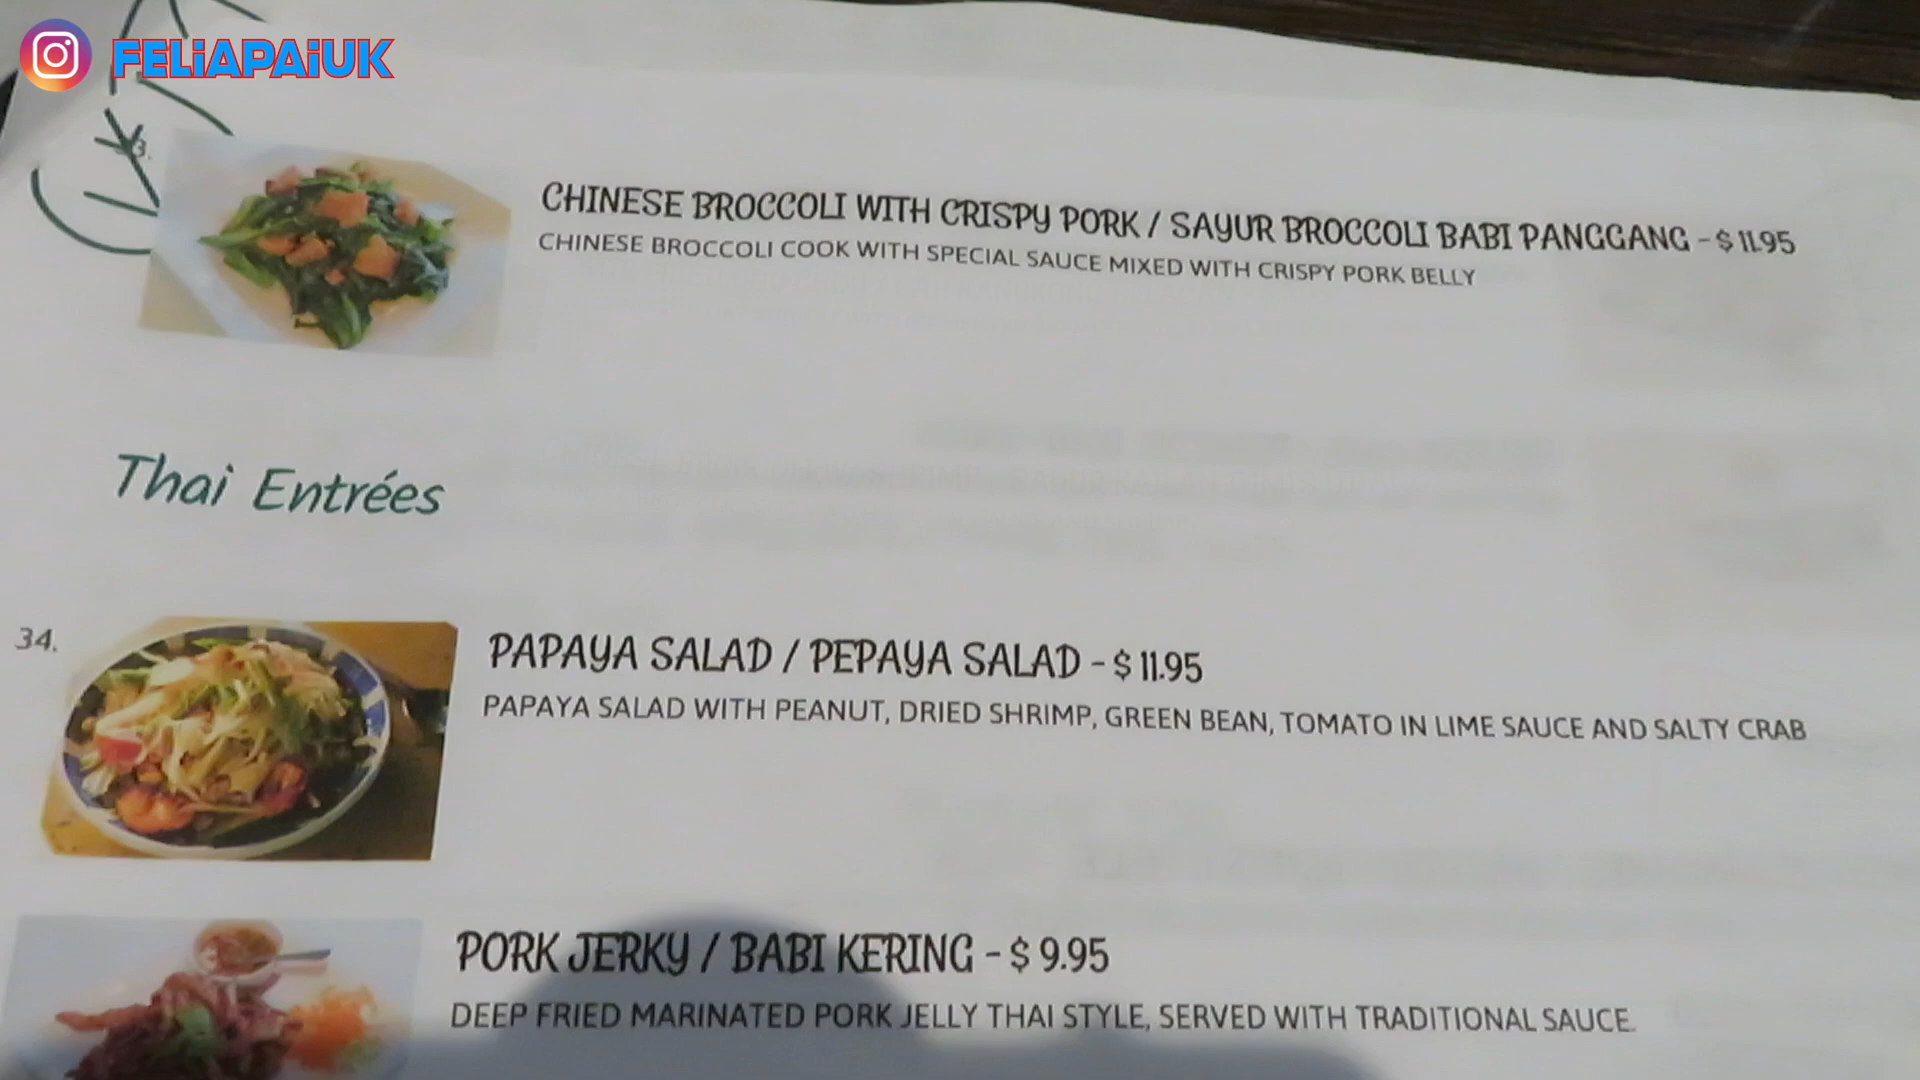 FELiAPAiUK
CHINESE BROCCOLI WITH CRISPY PORK / SAYUR BROCCOLI BABI PANGGANG - $ 11.95
CHINESE BROCCOLI COOK WITH SPECIAL SAUCE MIXED WITH CRISPY PORK BELLY
Thai Entrées
34.
PAPAYA SALAD / PEPAYA SALAD - $ 11.95
PAPAYA SALAD WITH PEANUT, DRIED SHRIMP, GREEN BEAN, TOMATO IN LIME SAUCE AND SALTY CRAB
PORK JERKY / BABI KERING - $ 9.95
DEEP FRIED MARINATED PORK JELLY THAI STYLE, SERVED WITH TRADITIONAL SAUCE.